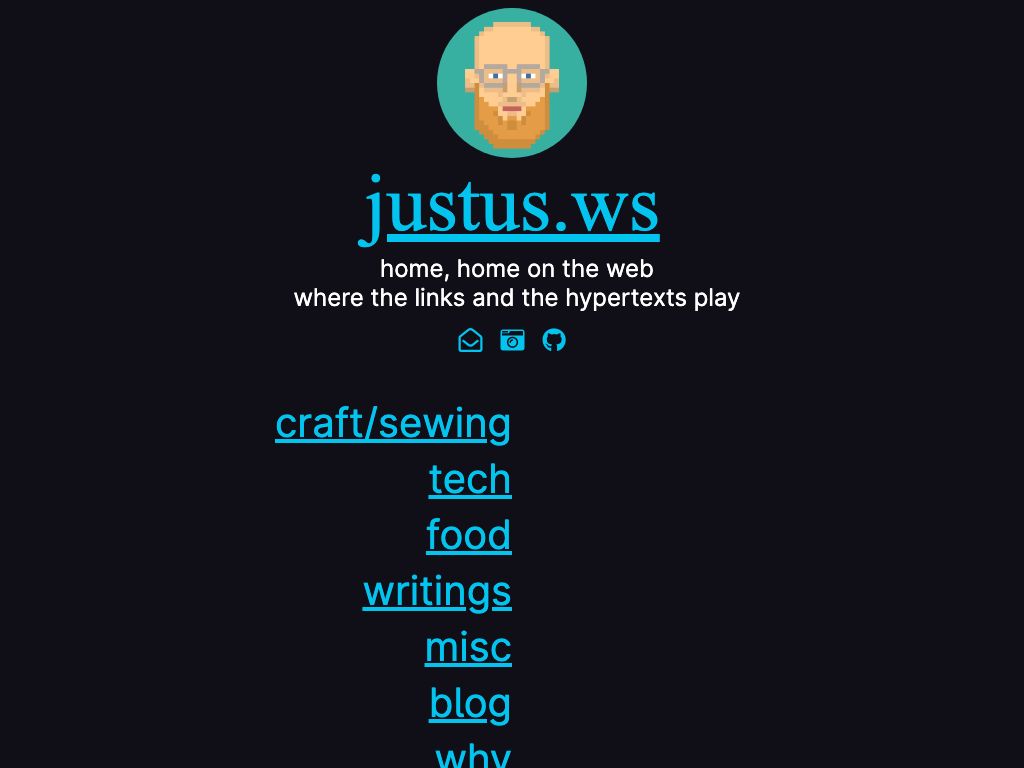 justus.ws
home, home on the web
where the links and the hypertexts play
craft/sewing
tech
food
writings
misc
blog
why